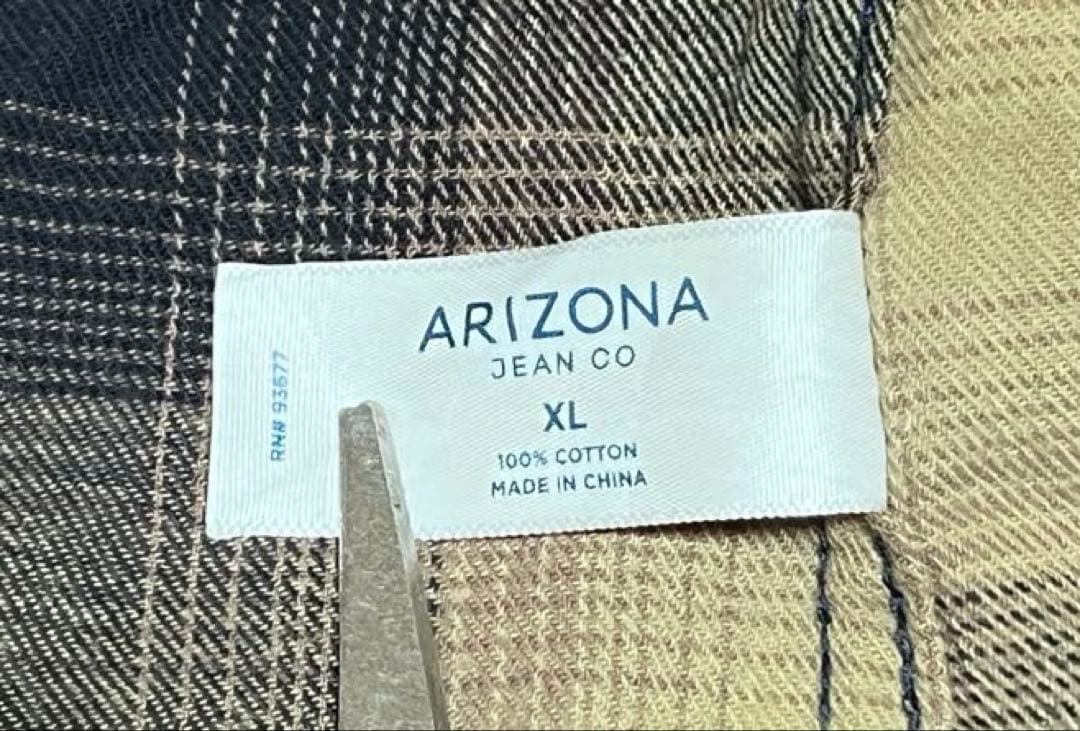 ARIZONA
JEAN CO
XL
100% COTTON
MADE IN CHINA
RN# 93677